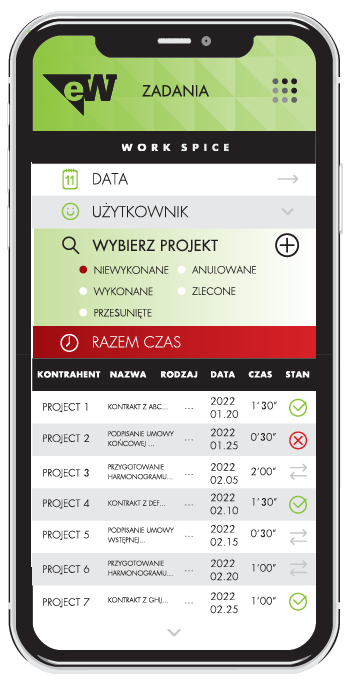 eW
ZADANIA
WORK SPICE
11 DATA
UŻYTKOWNIK
WYBIERZ PROJEKT
NIEWYKONANE ANULOWANE
WYKONANE ZLECONE
PRZESUNIĘTE
RAZEM CZAS
KONTRAHENT NAZWA RODZAJ DATA CZAS STAN
PROJECT 1 KONTRAKT Z ABC... ... 2022 01.20 1'30"
PROJECT 2 PODPISANIE UMOWY KOŃCOWEJ ... ... 2022 01.25 0'30"
PROJECT 3 PRZYGOTOWANIE HARMONOGRAMU... ... 2022 02.05 2'00"
PROJECT 4 KONTRAKT Z DEF... ... 2022 02.10 1'30"
PROJECT 5 PODPISANIE UMOWY WSTĘPNEJ... ... 2022 02.15 0'30"
PROJECT 6 PRZYGOTOWANIE HARMONOGRAMU... ... 2022 02.20 1'00"
PROJECT 7 KONTRAKT Z GHIJ... ... 2022 02.25 1'00"